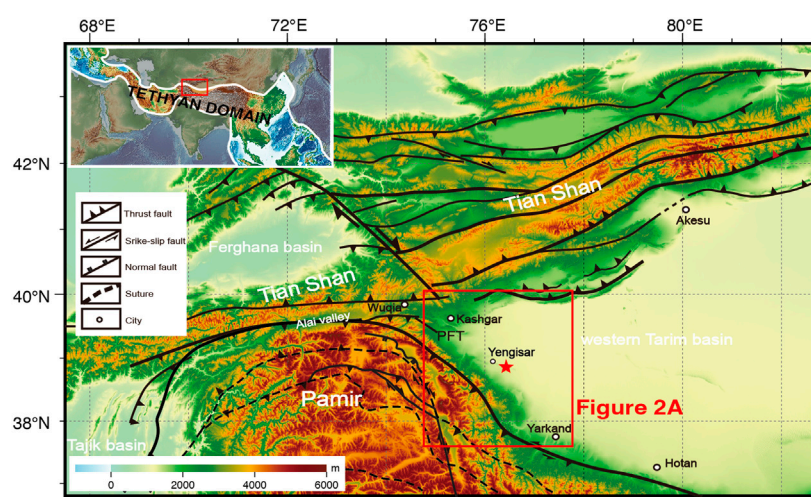 68°E
72°E
76°E
80°E
TETHYAN DOMAIN
42°N
40°N
38°N
Thrust fault
Srike-slip fault
Normal fault
Suture
City
Ferghana basin
Tian Shan
Akesu
Tian Shan
Wuqia
Kashgar
Alai valley
PFT
Yengisar
western Tarim basin
Pamir
Figure 2A
Yarkand
Tajik basin
Hotan
m
0 2000 4000 6000